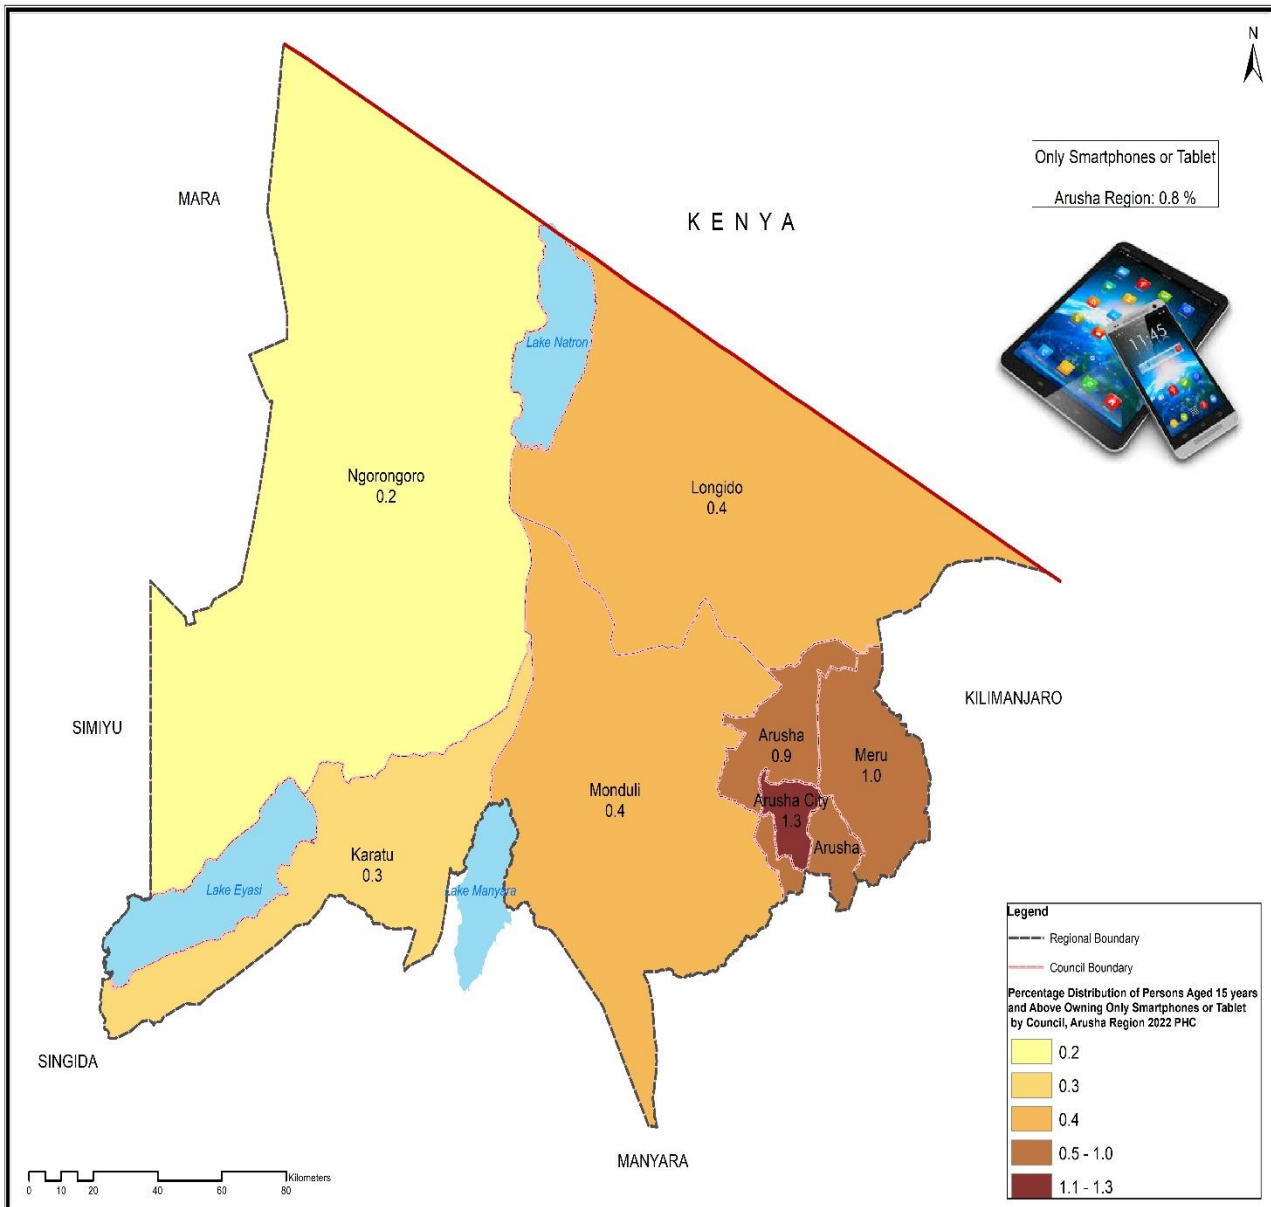 N
Only Smartphones or Tablet
Arusha Region: 0.8 %
MARA
KENYA
11:45
Lake Natron
Ngorongoro
0.2
Longido
0.4
SIMIYU
KILIMANJARO
Arusha
0.9
Meru
1.0
Monduli
0.4
Arusha City
1.3
Arusha
Karatu
0.3
Lake Eyasi
Lake Manyara
SINGIDA
MANYARA
Legend
Regional Boundary
Council Boundary
Percentage Distribution of Persons Aged 15 years
and Above Owning Only Smartphones or Tablet
by Council, Arusha Region 2022 PHC
0.2
0.3
0.4
0.5 - 1.0
1.1 - 1.3
Kilometers
0 10 20 40 60 80